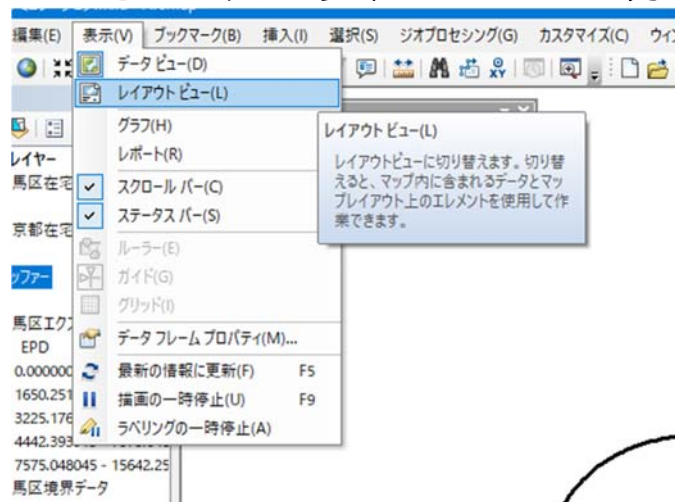 編集(E) 表示(V) ブックマーク(B) 挿入(I) 選択(S) ジオプロセシング(G) カスタマイズ(C)
データ ビュー(D)
レイアウト ビュー(L)
グラフ(H)
レポート(R)
スクロール バー(C)
ステータス バー(S)
ルーラー(E)
ガイド(G)
グリッド(I)
データ フレーム プロパティ(M)...
最新の情報に更新(F) F5
描画の一時停止(U) F9
ラベリングの一時停止(A)
レイアウト ビュー(L)
レイアウトビューに切り替えます。切り替
えると、マップ内に含まれるデータとマッ
プレイアウト上のエレメントを使用して作
業できます。
レイヤー
馬区在宅
京都在宅
ッファー
馬区エクス
EPD
0.000000
1650.251
3225.176
7575.048045 - 15642.25
馬区境界データ